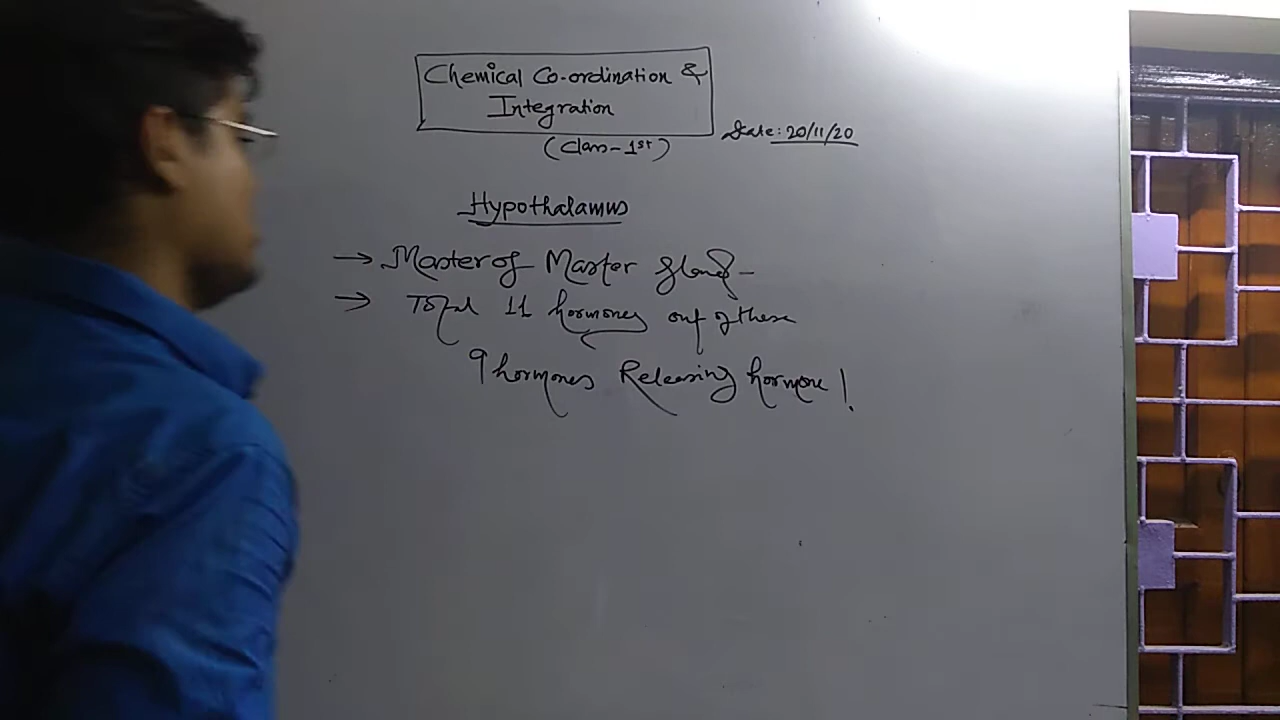 Chemical Co-ordination &
Integration
(Class-1st)
Date: 20/11/20
Hypothalamus
→ Master of Master gland -
→ Total 11 hormones out of these
9 hormones Releasing hormone !